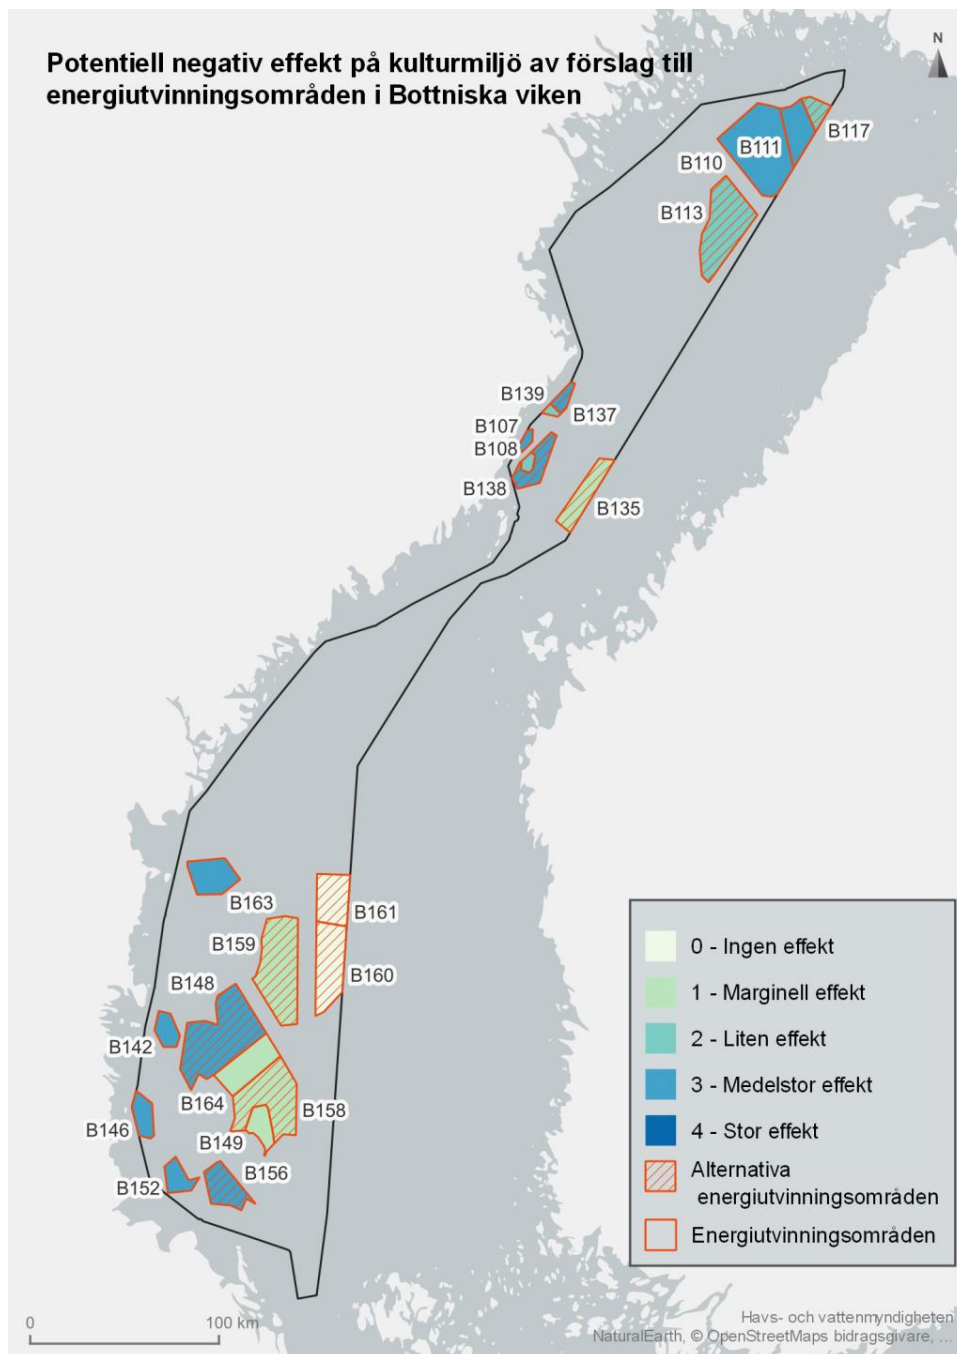 Potentiell negativ effekt på kulturmiljö av förslag till
energiutvinningsområden i Bottniska viken
N
B117
B111
B110
B113
B139
B137
B107
B108
B138
B135
B163
B161
B159
B160
B148
B142
B164
B158
B146
B149
B156
B152
0 - Ingen effekt
1 - Marginell effekt
2 - Liten effekt
3 - Medelstor effekt
4 - Stor effekt
Alternativa
energiutvinningsområden
Energiutvinningsområden
0 100 km
Havs- och vattenmyndigheten
NaturalEarth, © OpenStreetMaps bidragsgivare, ...